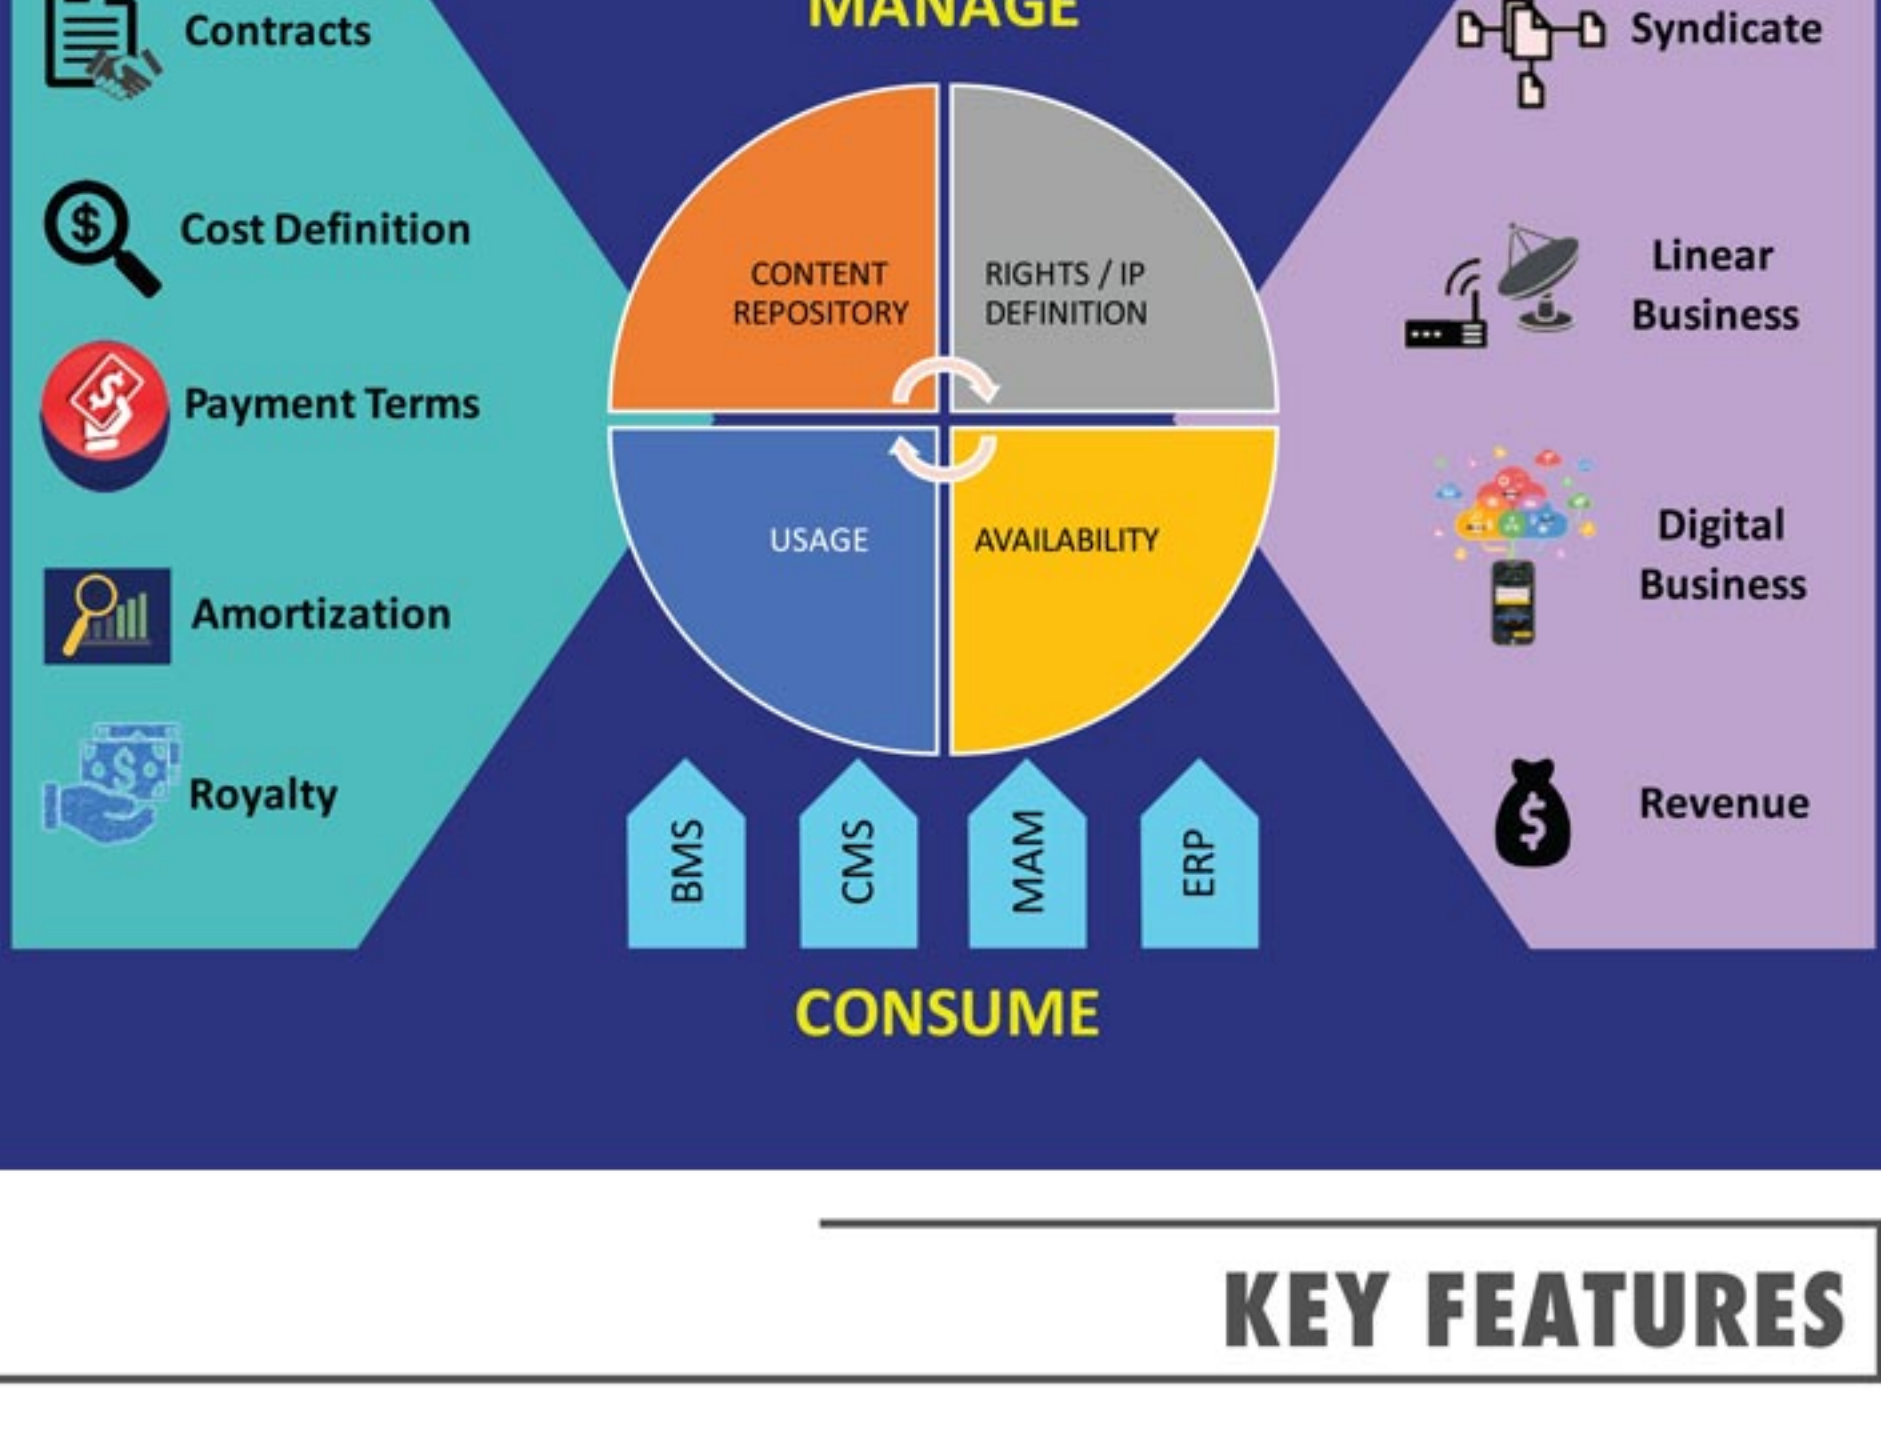 MANAGE
Contracts
Cost Definition
Payment Terms
Amortization
Royalty
CONTENT
REPOSITORY
RIGHTS / IP
DEFINITION
USAGE
AVAILABILITY
Syndicate
Linear
Business
Digital
Business
Revenue
BMS
CMS
MAM
ERP
CONSUME
KEY FEATURES